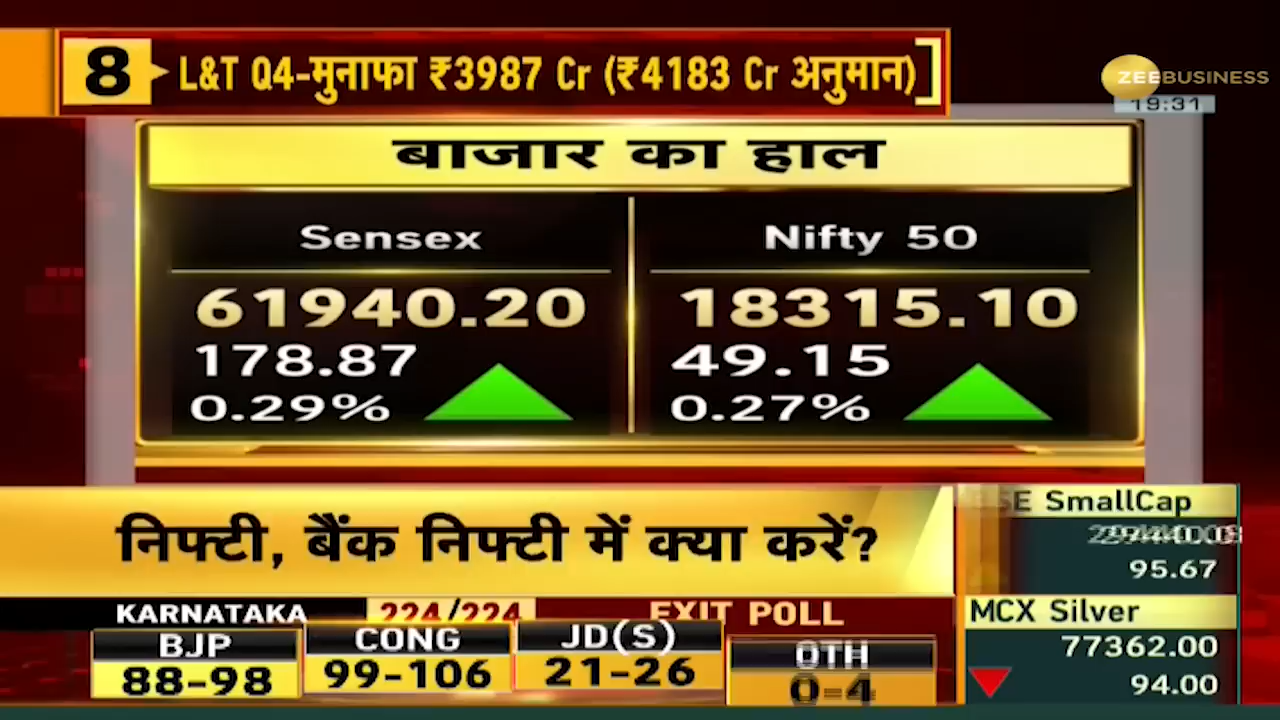 8 L&T Q4-मुनाफा ₹3987 Cr (₹4183 Cr अनुमान)
ZEEBUSINESS
19:31
बाजार का हाल
Sensex
61940.20
178.87
0.29%
Nifty 50
18315.10
49.15
0.27%
निफ्टी, बैंक निफ्टी में क्या करें?
SmallCap
95.67
MCX Silver
77362.00
94.00
KARNATAKA 224/224 EXIT POLL
BJP
88-98
CONG
99-106
JD(S)
21-26
OTH
0-4